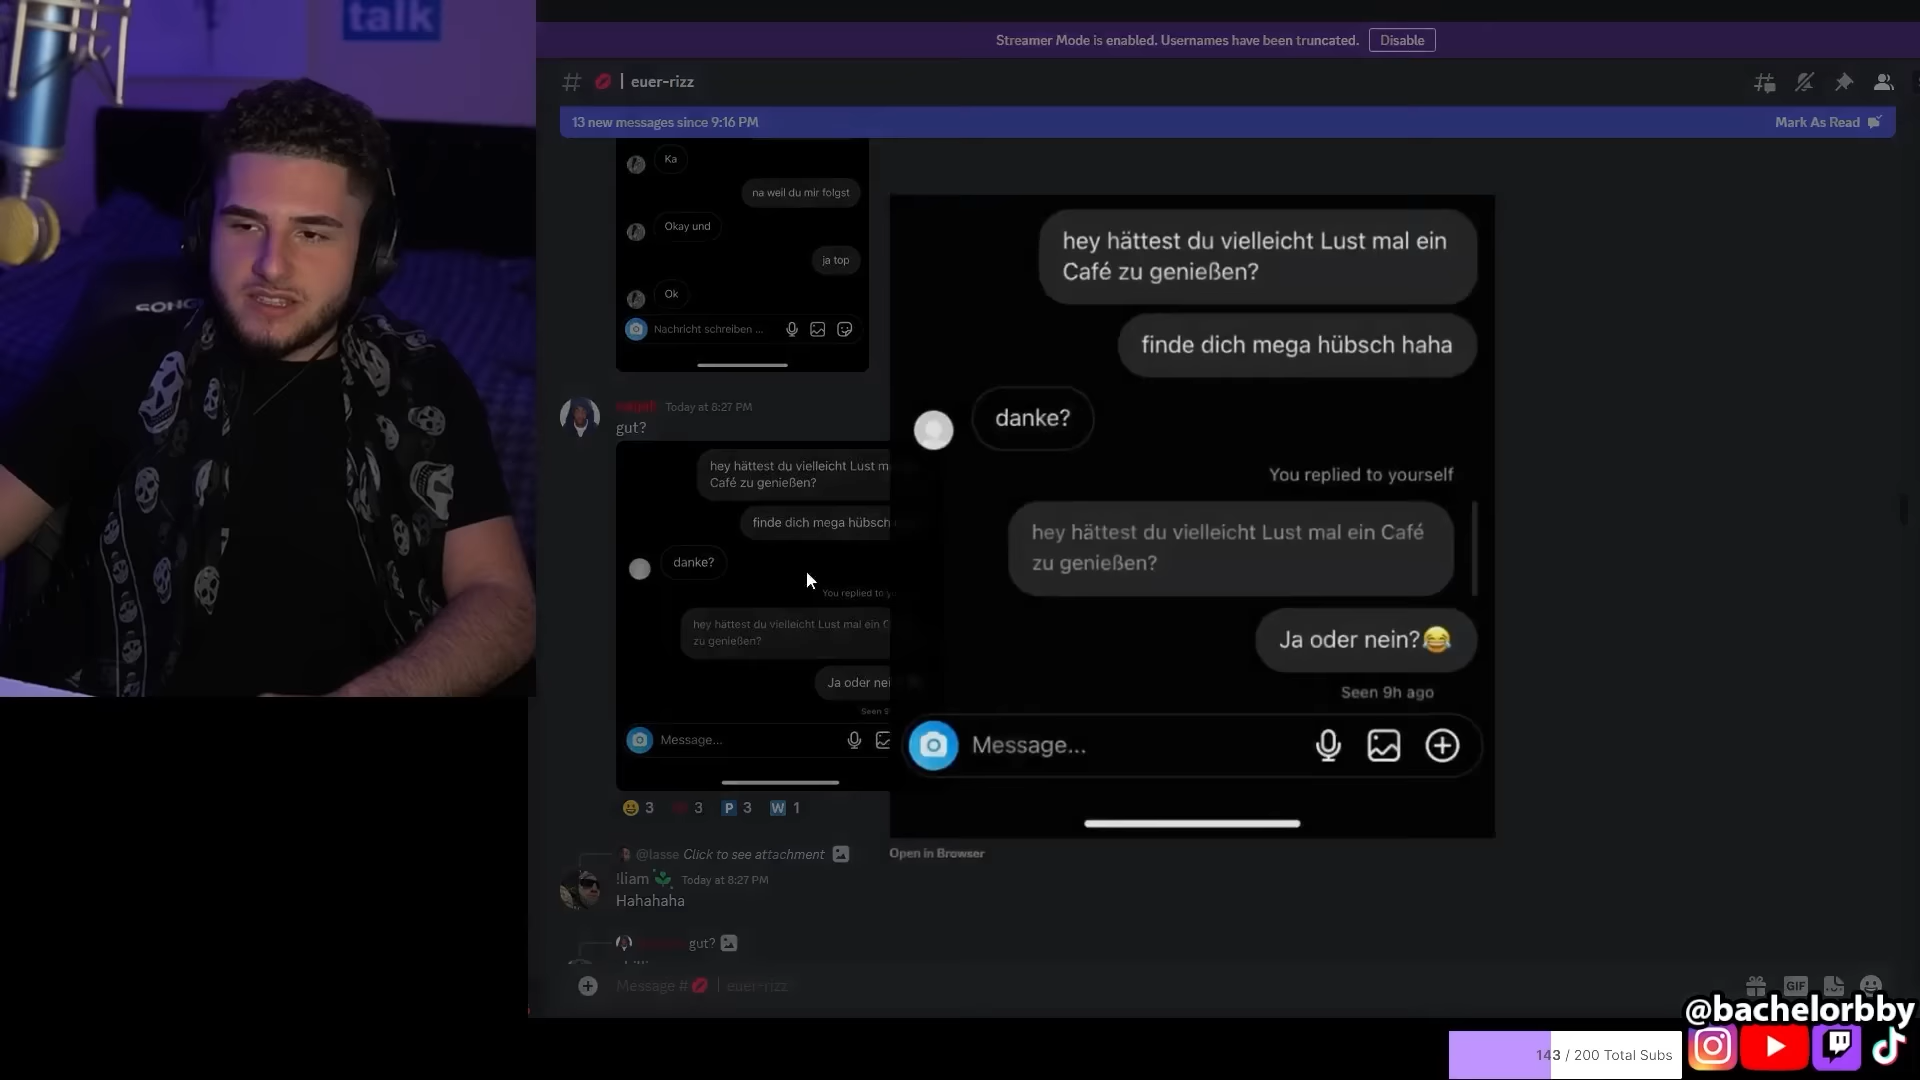 talk
SONG
Streamer Mode is enabled. Usernames have been truncated.
Disable
euer-rizz
13 new messages since 9:16 PM
Mark As Read
Ka
na weil du mir folgst
Okay und
ja top
Ok
Nachricht schreiben ...
Today at 8:27 PM
gut?
hey hättest du vielleicht Lust m
Café zu genießen?
finde dich mega hübsch
danke?
You replied to y
hey hättest du vielleicht Lust mal ein C
zu genießen?
Ja oder nei
Seen 9
Message...
3
3
P 3
W 1
@lasse Click to see attachment
!liam Today at 8:27 PM
Hahahaha
gut?
Message # | euer-rizz
GIF
hey hättest du vielleicht Lust mal ein
Café zu genießen?
finde dich mega hübsch haha
danke?
You replied to yourself
hey hättest du vielleicht Lust mal ein Café
zu genießen?
Ja oder nein?😂
Seen 9h ago
Message...
Open in Browser
@bachelorbby
143 / 200 Total Subs